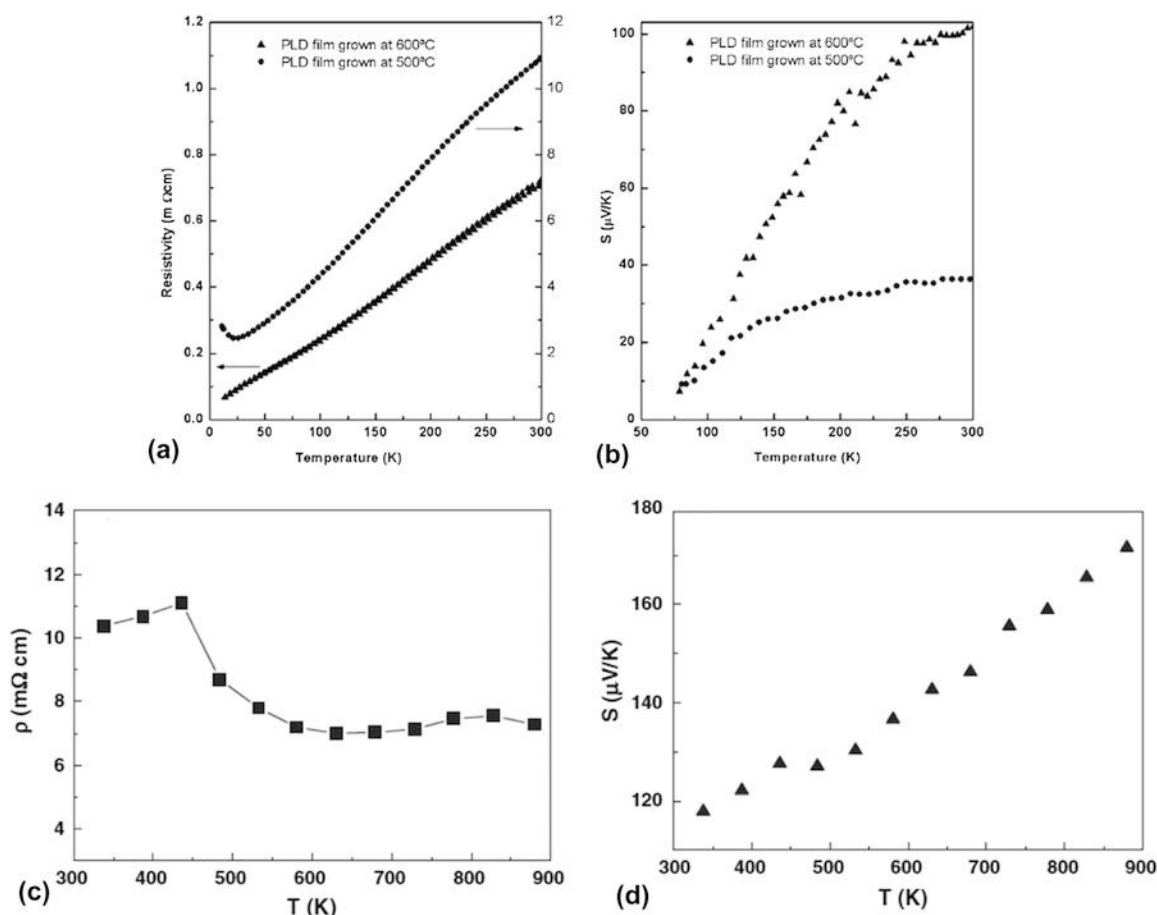 1.2
12
PLD film grown at 600ºC
PLD film grown at 500ºC
1.0
10
0.8
8
0.6
6
0.4
4
0.2
2
0.0
0
0 50 100 150 200 250 300
Resistivity (m Ωcm)
Temperature (K)
(a)
100
PLD film grown at 600ºC
PLD film grown at 500ºC
80
60
40
20
0
50 100 150 200 250 300
S (µV/K)
Temperature (K)
(b)
14
12
10
8
6
4
300 400 500 600 700 800 900
ρ (mΩ cm)
T (K)
(c)
180
160
140
120
300 400 500 600 700 800 900
S (µV/K)
T (K)
(d)